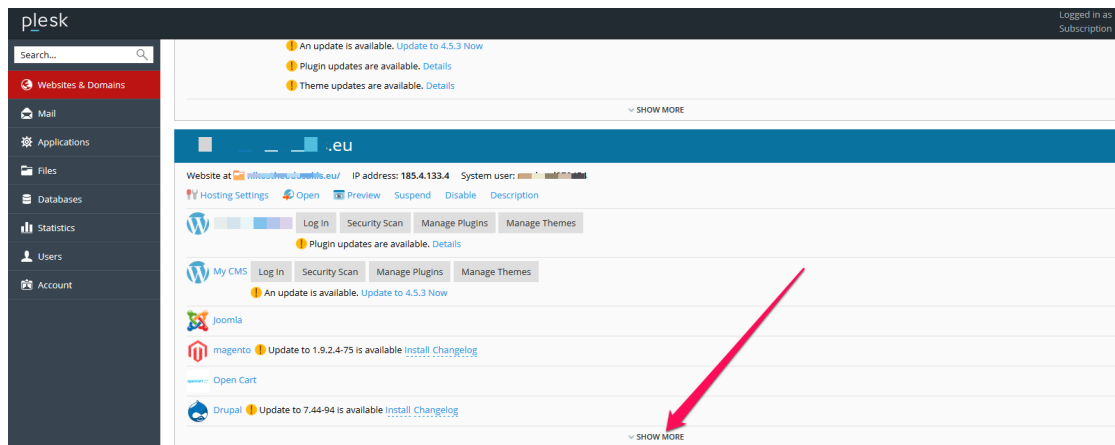 plesk
Logged in as
Subscription
Search...
Websites & Domains
Mail
Applications
Files
Databases
Statistics
Users
Account
An update is available. Update to 4.5.3 Now
Plugin updates are available. Details
Theme updates are available. Details
SHOW MORE
.eu
Website at .eu/ IP address: 185.4.133.4 System user:
Hosting Settings Open Preview Suspend Disable Description
Log In Security Scan Manage Plugins Manage Themes
Plugin updates are available. Details
My CMS Log In Security Scan Manage Plugins Manage Themes
An update is available. Update to 4.5.3 Now
Joomla
magento Update to 1.9.2.4-75 is available Install Changelog
Open Cart
Drupal Update to 7.44-94 is available Install Changelog
SHOW MORE